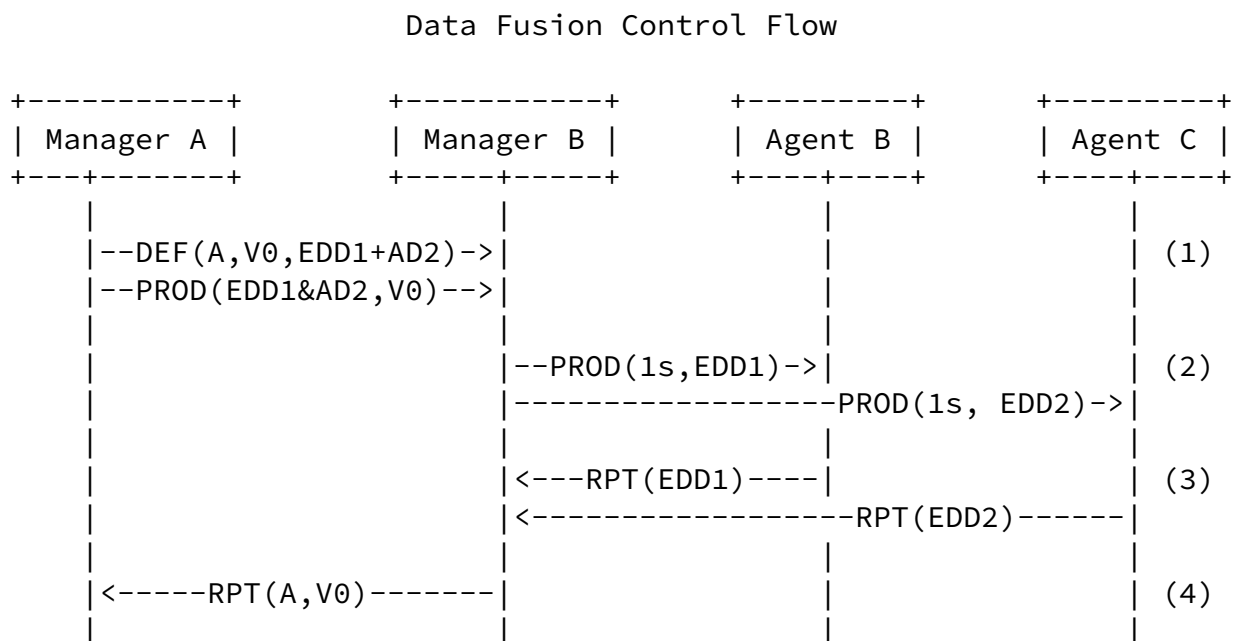 Data Fusion Control Flow
Manager A Manager B Agent B Agent C
--DEF(A,V0,EDD1+AD2)-> (1)
--PROD(EDD1&AD2,V0)-->
--PROD(1s,EDD1)-> (2)
------------------PROD(1s, EDD2)->
<---RPT(EDD1)---- (3)
<------------------RPT(EDD2)------
<-----RPT(A,V0)------- (4)